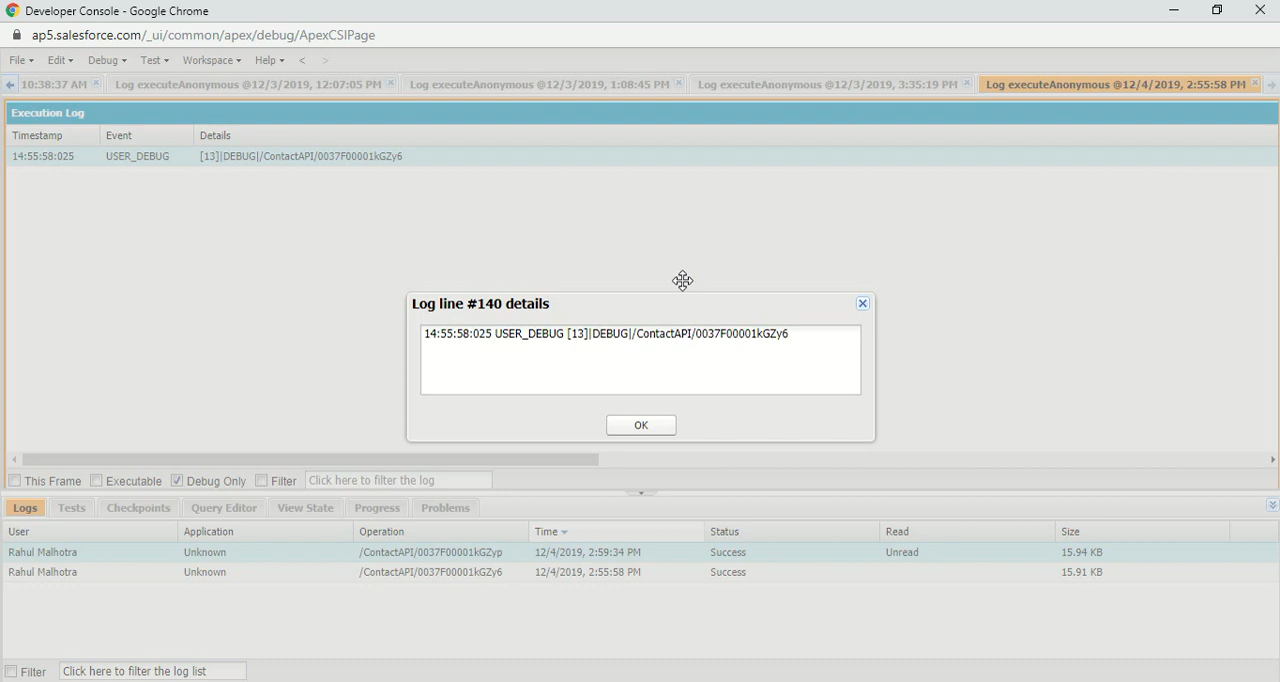 Developer Console - Google Chrome
ap5.salesforce.com/_ui/common/apex/debug/ApexCSIPage
File Edit Debug Test Workspace Help < >
10:38:37 AM Log executeAnonymous @12/3/2019, 12:07:05 PM Log executeAnonymous @12/3/2019, 1:08:45 PM Log executeAnonymous @12/3/2019, 3:35:19 PM Log executeAnonymous @12/4/2019, 2:55:58 PM
Execution Log
Timestamp Event Details
14:55:58:025 USER_DEBUG [13]|DEBUG|/ContactAPI/0037F00001kGZy6
Log line #140 details
14:55:58:025 USER_DEBUG [13]|DEBUG|/ContactAPI/0037F00001kGZy6
OK
This Frame Executable Debug Only Filter Click here to filter the log
Logs Tests Checkpoints Query Editor View State Progress Problems
User Application Operation Time Status Read Size
Rahul Malhotra Unknown /ContactAPI/0037F00001kGZyp 12/4/2019, 2:59:34 PM Success Unread 15.94 KB
Rahul Malhotra Unknown /ContactAPI/0037F00001kGZy6 12/4/2019, 2:55:58 PM Success 15.91 KB
Filter Click here to filter the log list